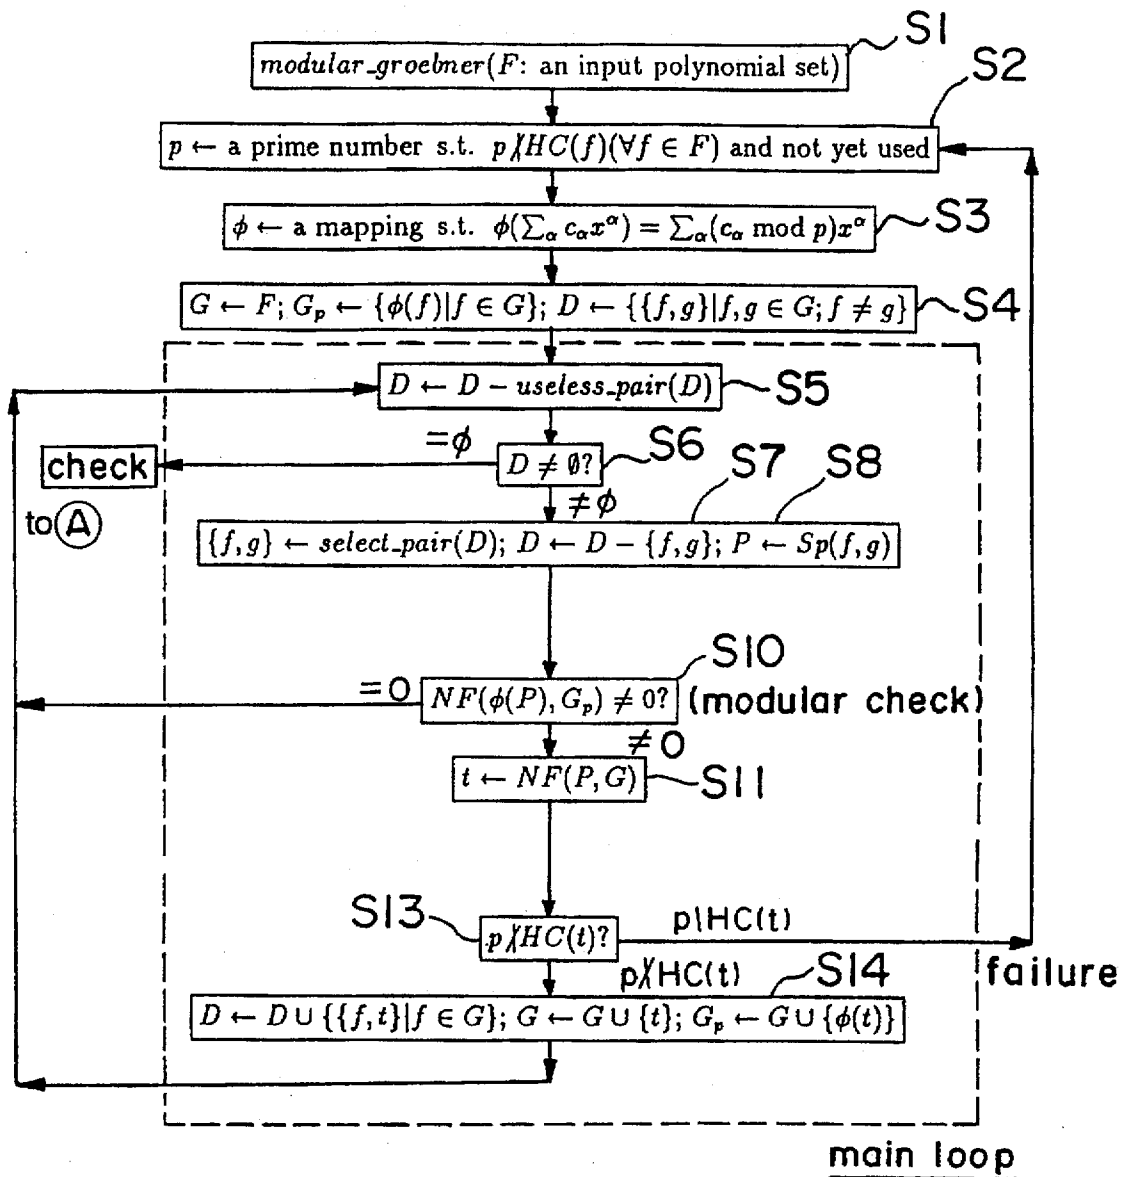 S1
modular_groebner(F: an input polynomial set)
S2
p ← a prime number s.t. p∤HC(f)(∀f ∈ F) and not yet used
S3
ϕ ← a mapping s.t. ϕ(∑α cαx^α) = ∑α(cα mod p)x^α
S4
G ← F; Gp ← {ϕ(f)|f ∈ G}; D ← {{f,g}|f,g ∈ G; f ≠ g}
D ← D − useless_pair(D)
S5
=ϕ
S6
check
D ≠ ∅?
S7
S8
≠ϕ
to A
{f,g} ← select_pair(D); D ← D − {f,g}; P ← Sp(f,g)
S10
=0
NF(ϕ(P), Gp) ≠ 0?
(modular check)
≠0
t ← NF(P,G)
S11
S13
p∤HC(t)?
p|HC(t)
p∤HC(t)
S14
failure
D ← D ∪ {{f,t}|f ∈ G}; G ← G ∪ {t}; Gp ← G ∪ {ϕ(t)}
main loop